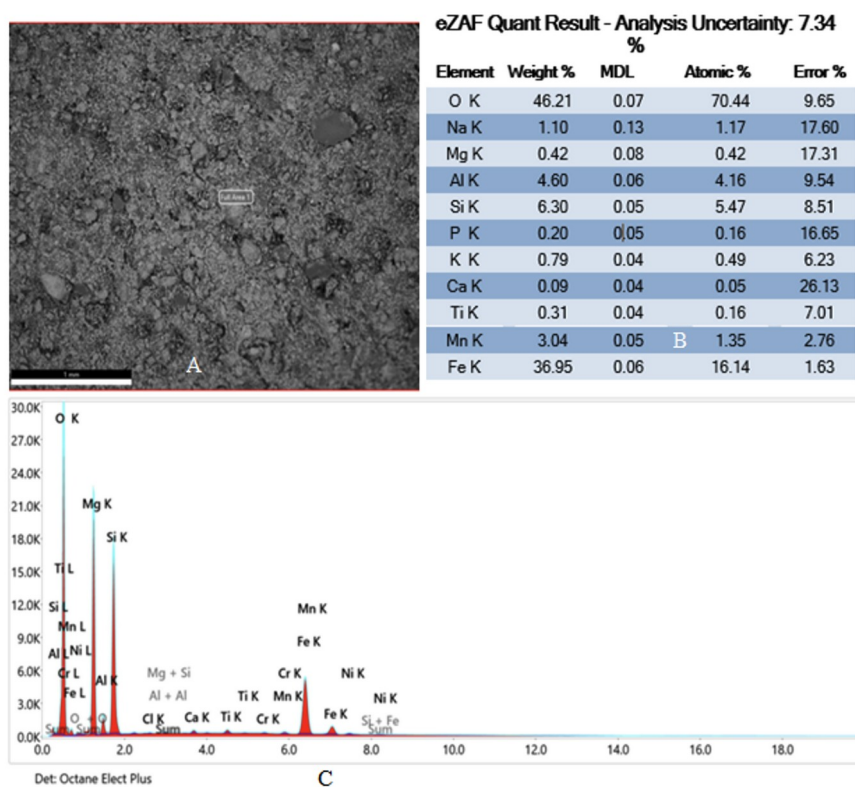 Full Area 1
A
1 mm
eZAF Quant Result - Analysis Uncertainty: 7.34
%
Element Weight % MDL Atomic % Error %
O K 46.21 0.07 70.44 9.65
Na K 1.10 0.13 1.17 17.60
Mg K 0.42 0.08 0.42 17.31
Al K 4.60 0.06 4.16 9.54
Si K 6.30 0.05 5.47 8.51
P K 0.20 0.05 0.16 16.65
K K 0.79 0.04 0.49 6.23
Ca K 0.09 0.04 0.05 26.13
Ti K 0.31 0.04 0.16 7.01
Mn K 3.04 0.05 B 1.35 2.76
Fe K 36.95 0.06 16.14 1.63
30.0K
O K
27.0K
24.0K
21.0K
Mg K
18.0K
Si K
15.0K
Ti L
12.0K
Si L
Mn K
Mn L
9.0K
Fe K
Al L Ni L
6.0K
Cr L
Mg + Si
Cr K
Ni K
Al K
Fe L
Al + Al
Ti K
Mn K
Ni K
3.0K
O + O
Cl K
Ca K
Ti K
Cr K
Fe K
Si + Fe
Sum
Sum
Sum
Sum
0.0K
0.0 2.0 4.0 6.0 8.0 10.0 12.0 14.0 16.0 18.0
Det: Octane Elect Plus
C